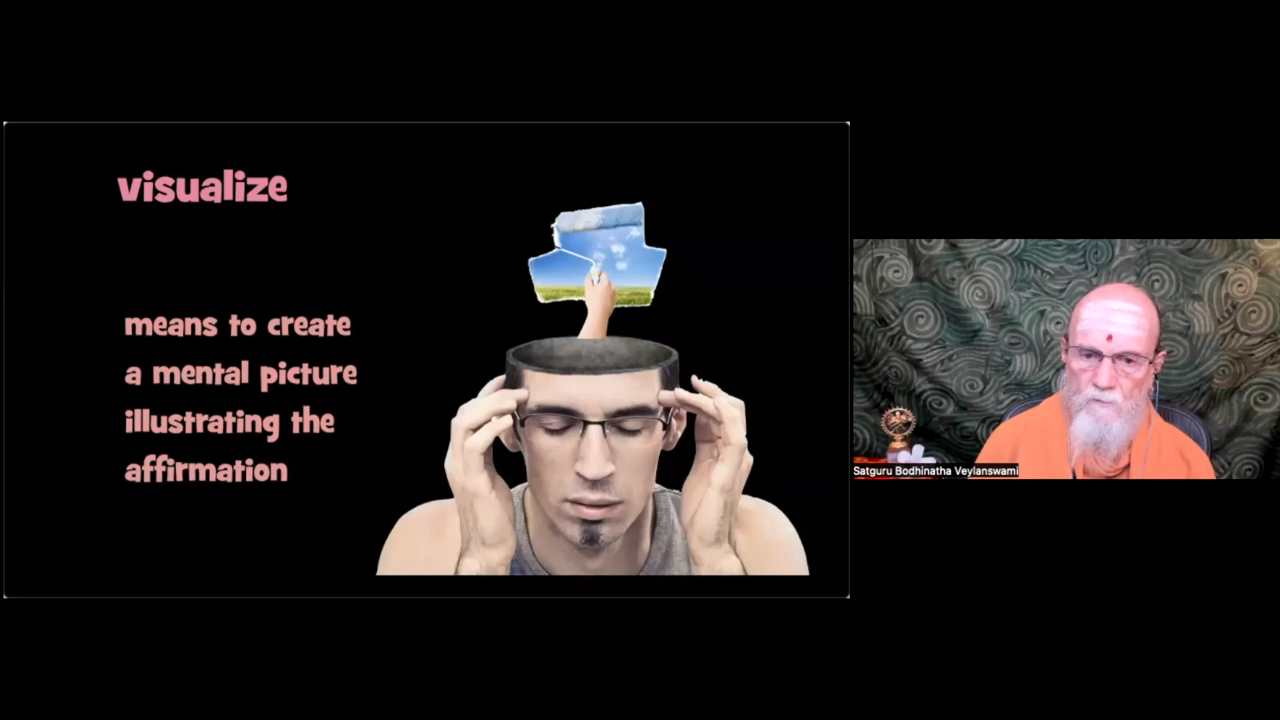 visualize
means to create
a mental picture
illustrating the
affirmation
Satguru Bodhinatha Veylanswami